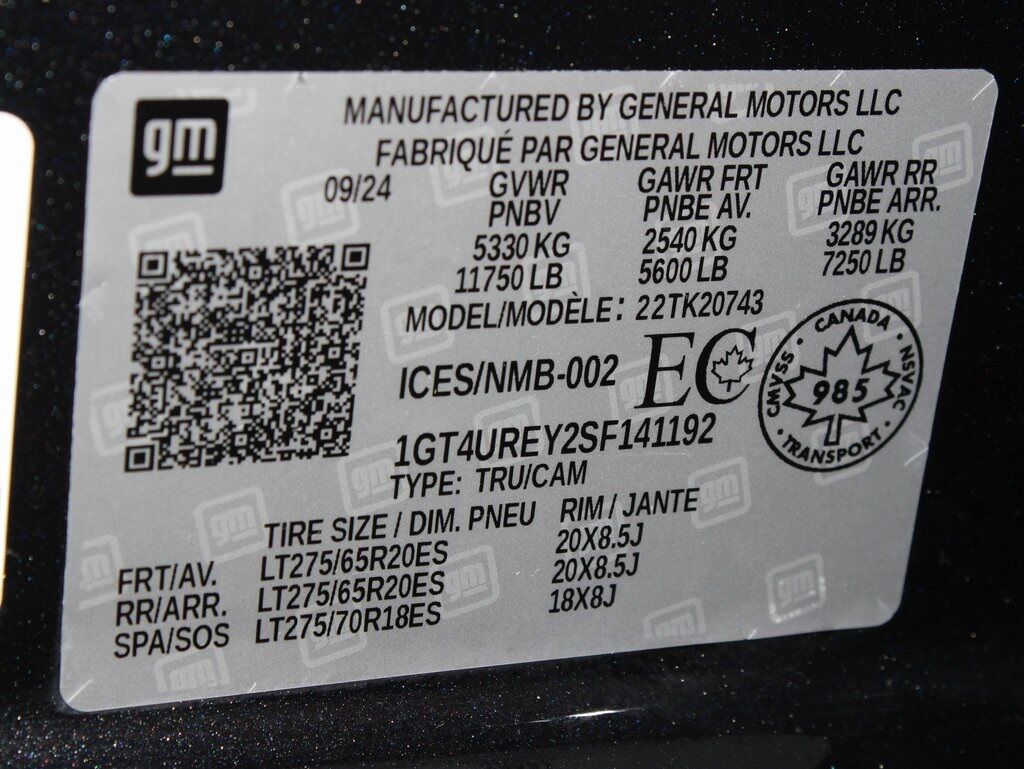 gm
MANUFACTURED BY GENERAL MOTORS LLC
FABRIQUÉ PAR GENERAL MOTORS LLC
09/24 GVWR GAWR FRT GAWR RR
PNBV PNBE AV. PNBE ARR.
5330 KG 2540 KG 3289 KG
11750 LB 5600 LB 7250 LB
MODEL/MODÈLE: 22TK20743
ICES/NMB-002 EC
CANADA
CMVSS 985 NSVAC
TRANSPORT
1GT4UREY2SF141192
TYPE: TRU/CAM
TIRE SIZE / DIM. PNEU RIM / JANTE
FRT/AV. LT275/65R20ES 20X8.5J
RR/ARR. LT275/65R20ES 20X8.5J
SPA/SOS LT275/70R18ES 18X8J